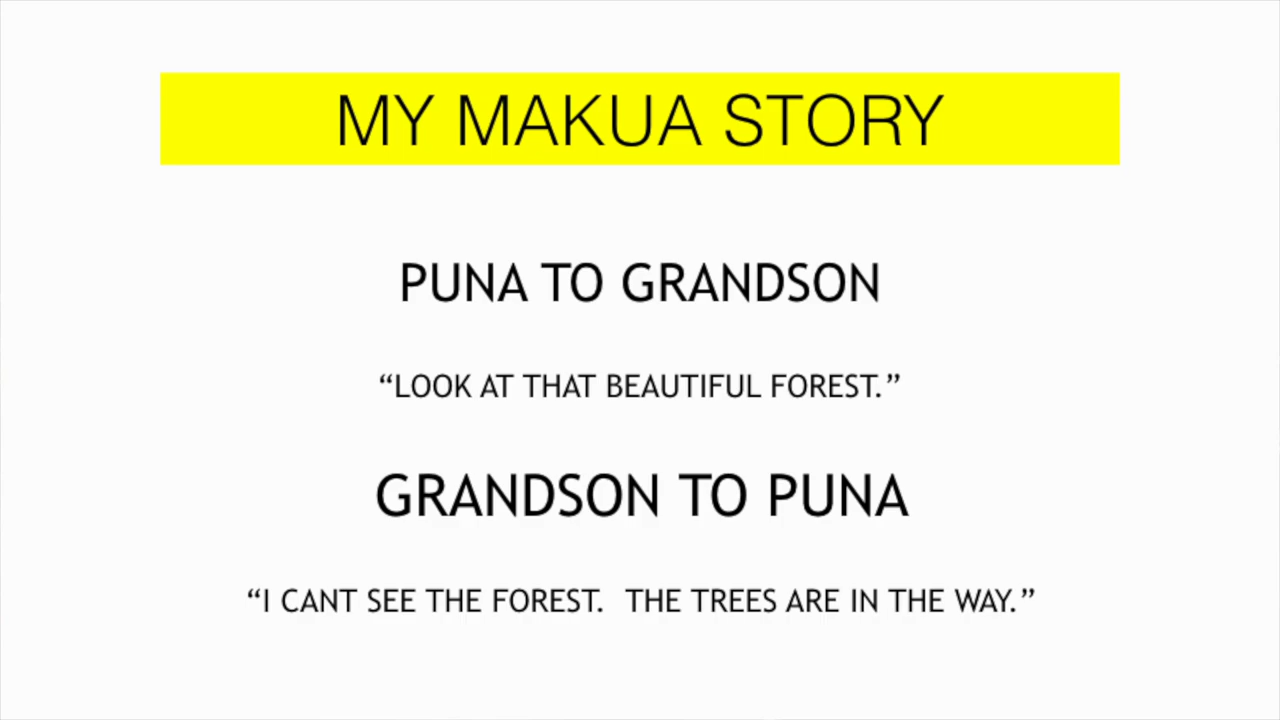 MY MAKUA STORY
PUNA TO GRANDSON
“LOOK AT THAT BEAUTIFUL FOREST.”
GRANDSON TO PUNA
“I CANT SEE THE FOREST.  THE TREES ARE IN THE WAY.”